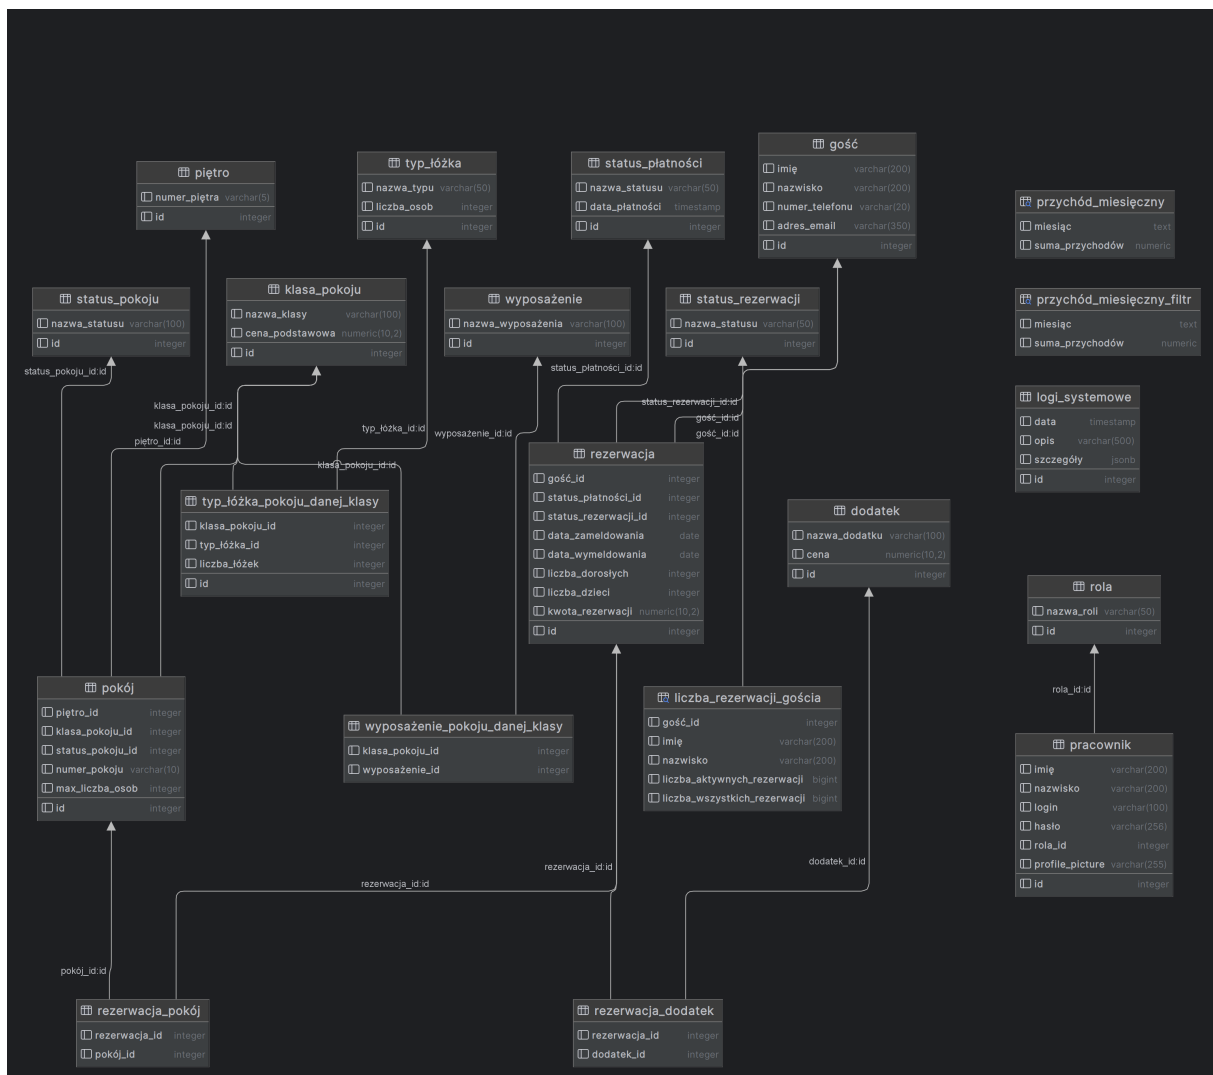 piętro
numer_piętra varchar(5)
id integer
typ_łóżka
nazwa_typu varchar(50)
liczba_osob integer
id integer
status_płatności
nazwa_statusu varchar(50)
data_płatności timestamp
id integer
gość
imię varchar(200)
nazwisko varchar(200)
numer_telefonu varchar(20)
adres_email varchar(350)
id integer
przychód_miesięczny
miesiąc text
suma_przychodów numeric
status_pokoju
nazwa_statusu varchar(100)
id integer
klasa_pokoju
nazwa_klasy varchar(100)
cena_podstawowa numeric(10,2)
id integer
wyposażenie
nazwa_wyposażenia varchar(100)
id integer
status_rezerwacji
nazwa_statusu varchar(50)
id integer
przychód_miesięczny_filtr
miesiąc text
suma_przychodów numeric
status_pokoju_id:id
status_płatności_id:id
klasa_pokoju_id:id
status_rezerwacji_id:id
gość_id:id
klasa_pokoju_id:id
typ_łóżka_id:id
wyposażenie_id:id
gość_id:id
piętro_id:id
klasa_pokoju_id:id
logi_systemowe
data timestamp
opis varchar(500)
szczegóły jsonb
id integer
rezerwacja
gość_id integer
status_płatności_id integer
status_rezerwacji_id integer
data_zameldowania date
data_wymeldowania date
liczba_dorosłych integer
liczba_dzieci integer
kwota_rezerwacji numeric(10,2)
id integer
typ_łóżka_pokoju_danej_klasy
klasa_pokoju_id integer
typ_łóżka_id integer
liczba_łóżek integer
id integer
dodatek
nazwa_dodatku varchar(100)
cena numeric(10,2)
id integer
rola
nazwa_roli varchar(50)
id integer
rola_id:id
pokój
piętro_id integer
klasa_pokoju_id integer
status_pokoju_id integer
numer_pokoju varchar(10)
max_liczba_osob integer
id integer
wyposażenie_pokoju_danej_klasy
klasa_pokoju_id integer
wyposażenie_id integer
liczba_rezerwacji_gościa
gość_id integer
imię varchar(200)
nazwisko varchar(200)
liczba_aktywnych_rezerwacji bigint
liczba_wszystkich_rezerwacji bigint
pracownik
imię varchar(200)
nazwisko varchar(200)
login varchar(100)
hasło varchar(256)
rola_id integer
profile_picture varchar(255)
id integer
rezerwacja_id:id
dodatek_id:id
rezerwacja_id:id
pokój_id:id
rezerwacja_pokój
rezerwacja_id integer
pokój_id integer
rezerwacja_dodatek
rezerwacja_id integer
dodatek_id integer